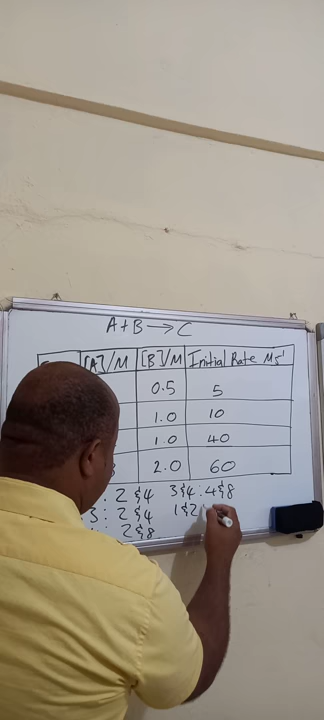 A+B → C
[A]/M [B]/M Initial Rate Ms⁻¹
0.5 5
1.0 10
1.0 40
2.0 60
: 2&4 3&4:4&8
3: 2&4 1&2
2&8